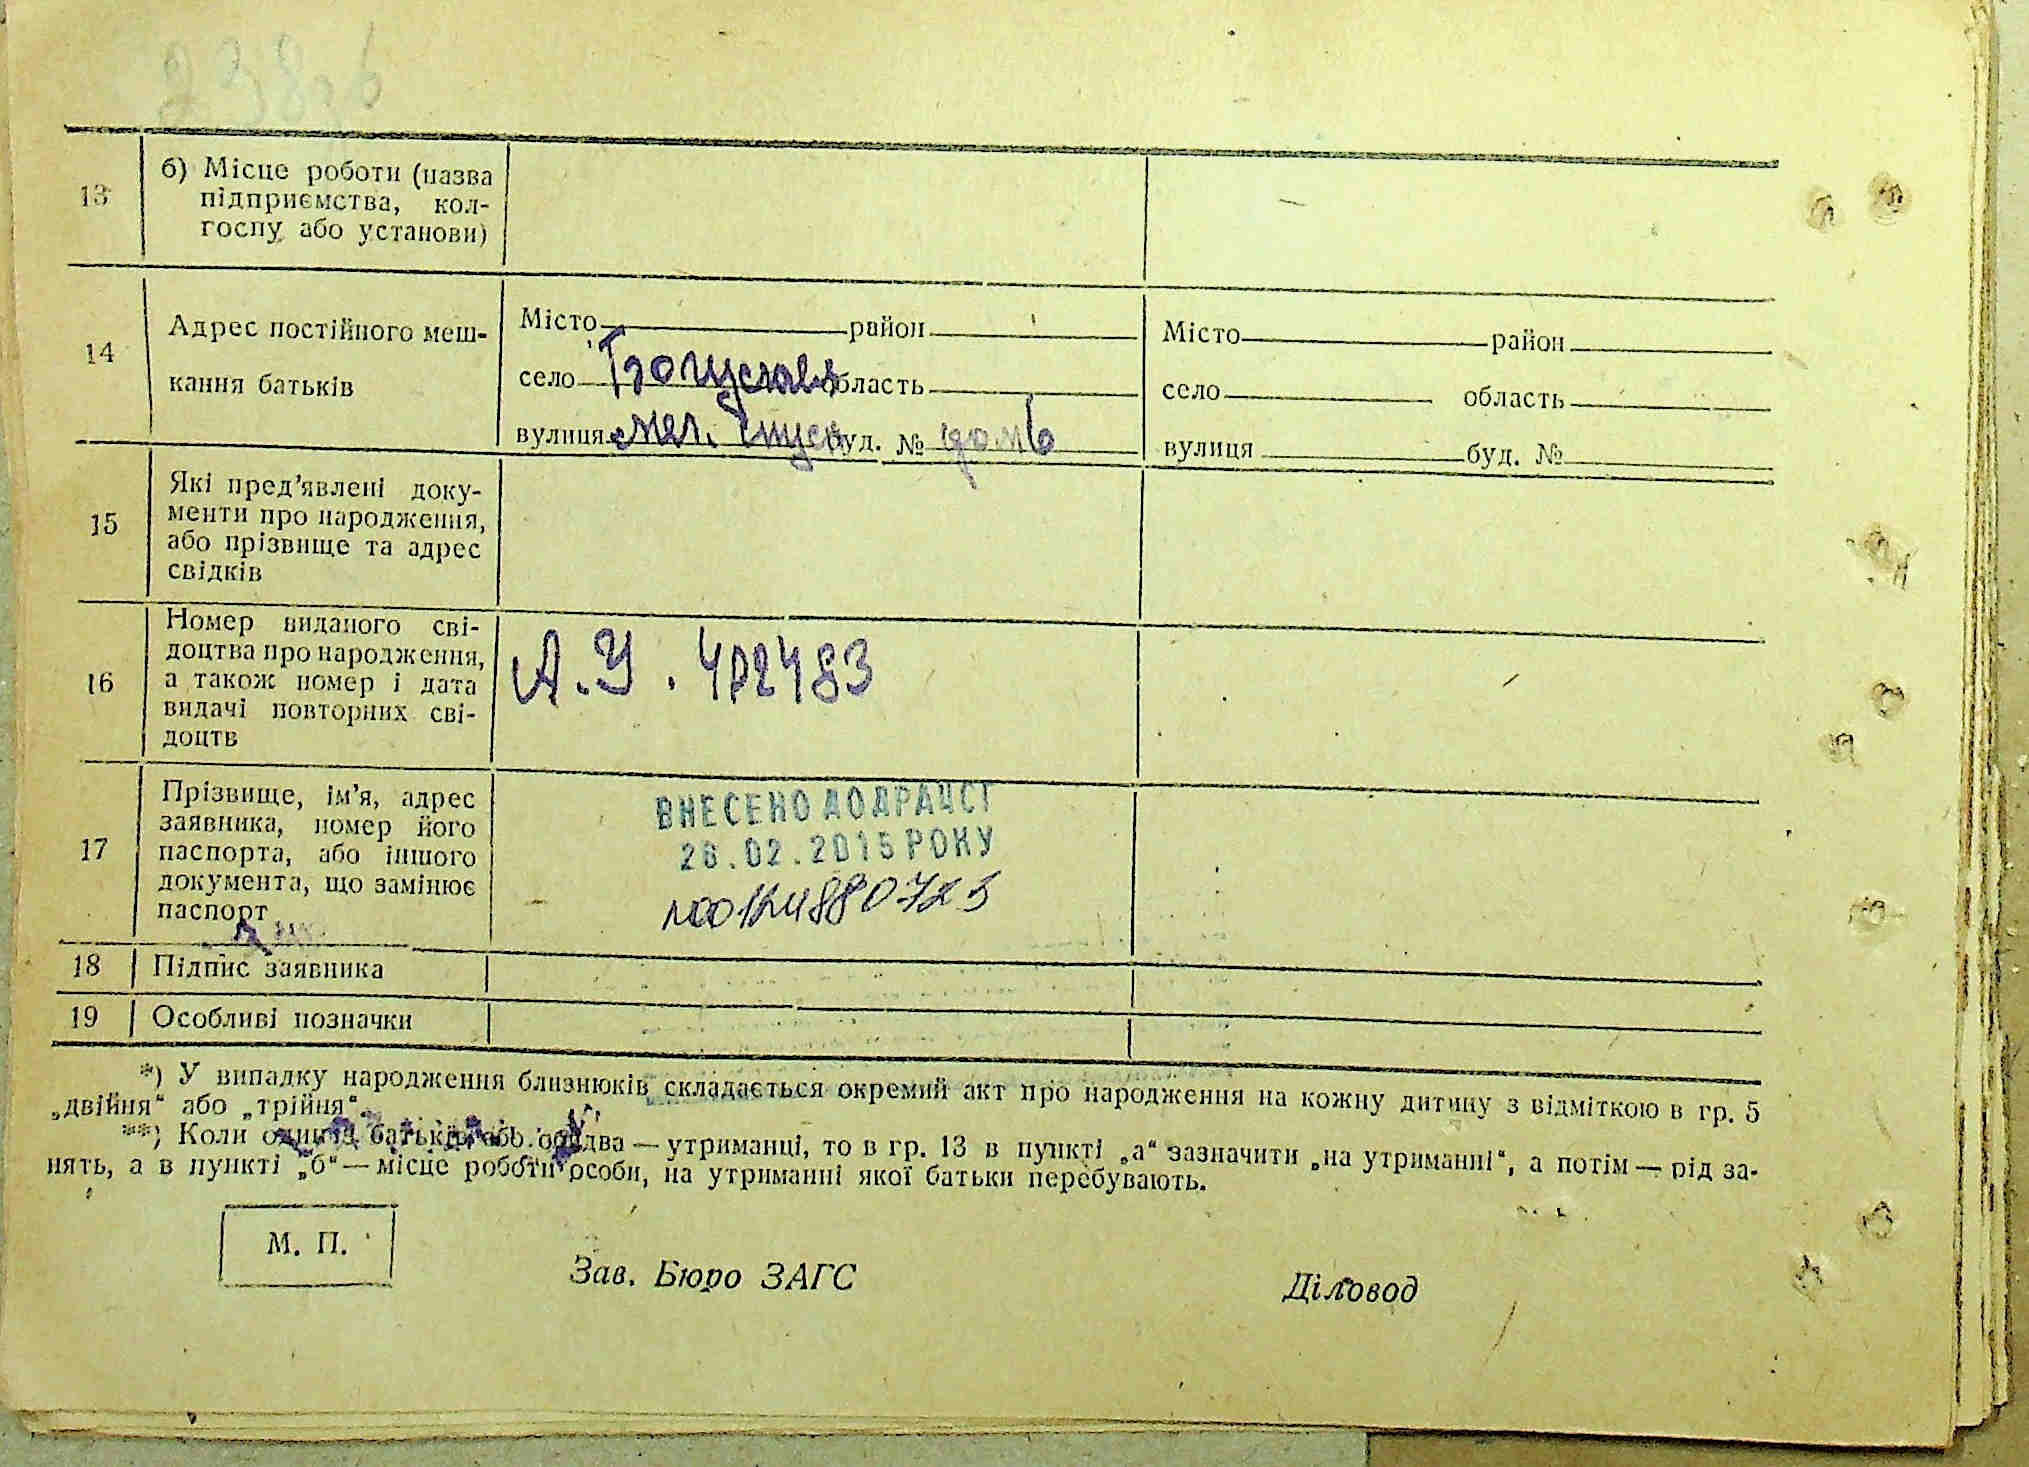 238об
13
б) Місце роботи (назва
підприємства, кол-
госпу або установи)
14
Адрес постійного меш-
кання батьків
Місто район
село Богуслав область
вулиця буд. №
Місто район
село область
вулиця буд. №
15
Які пред’явлені доку-
менти про народження,
або прізвище та адрес
свідків
16
Номер виданого сві-
доцтва про народження,
а також номер і дата
видачі повторних сві-
доцтв
А.У. 402483
17
Прізвище, ім’я, адрес
заявника, номер його
паспорта, або іншого
документа, що замінює
паспорт
ВНЕСЕНО ДО ДРАЦСГ
26.02.2015 РОКУ
18 Підпис заявника
19 Особливі позначки
*) У випадку народження близнюків складається окремий акт про народження на кожну дитину з відміткою в гр. 5
„двійня“ або „трійня“.
**) Коли один із батьків або обидва — утриманці, то в гр. 13 в пункті „а“ зазначити „на утриманні“, а потім — рід за-
нять, а в пункті „б“ — місце роботи особи, на утриманні якої батьки перебувають.
М. П.
Зав. Бюро ЗАГС
Діловод